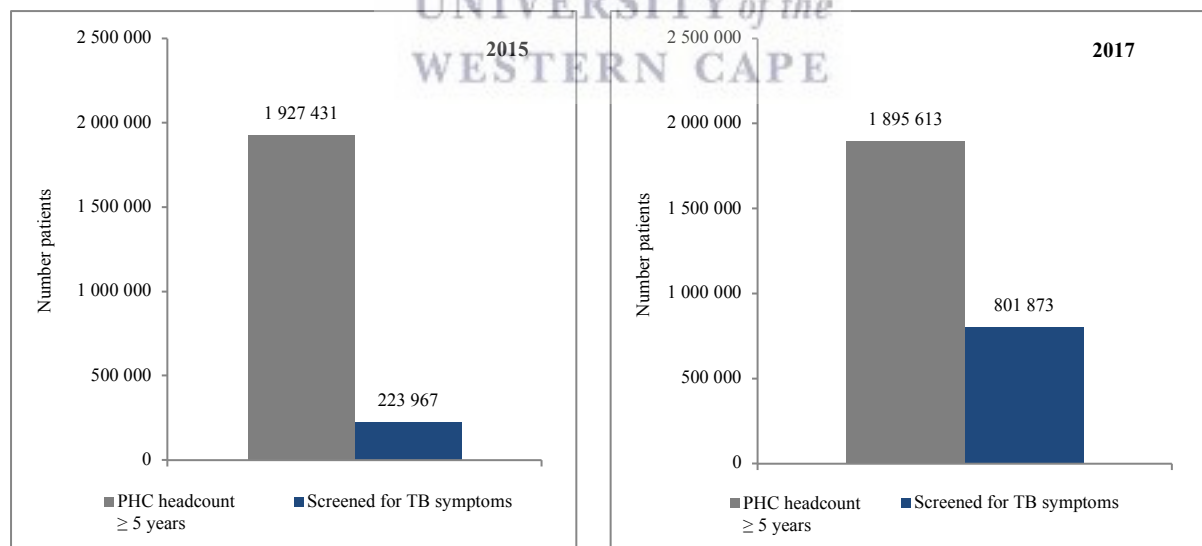 UNIVERSITY of the
WESTERN CAPE
2 500 000
2015
2 000 000
1 927 431
1 500 000
1 000 000
500 000
223 967
0
Number patients
PHC headcount
≥ 5 years
Screened for TB symptoms
2 500 000
2017
2 000 000
1 895 613
1 500 000
1 000 000
801 873
500 000
0
Number patients
PHC headcount
≥ 5 years
Screened for TB symptoms